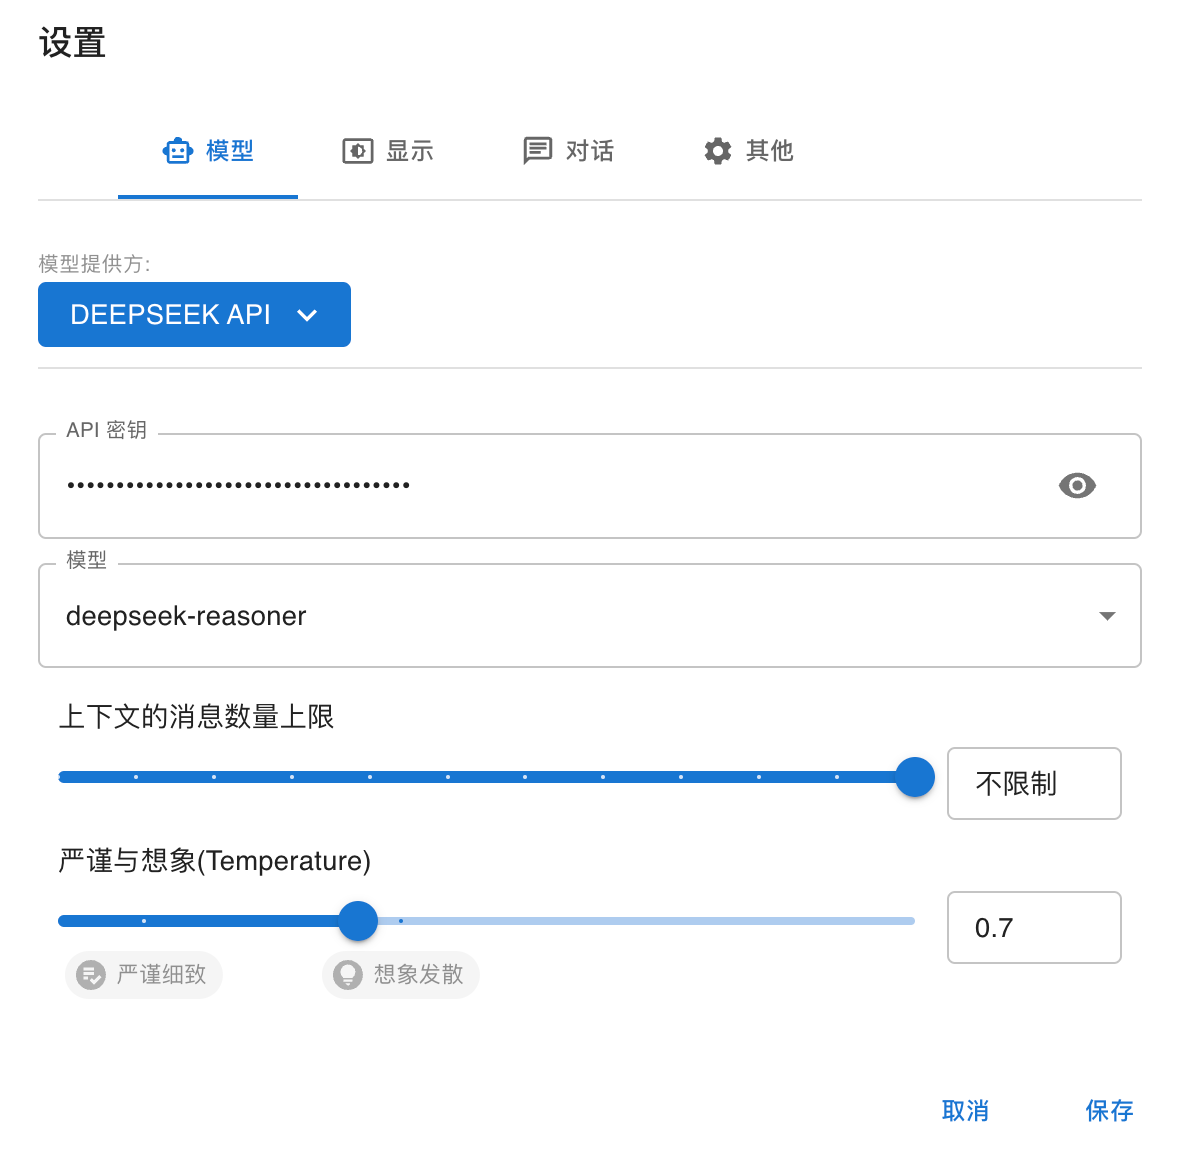 设置
模型 显示 对话 其他
模型提供方:
DEEPSEEK API
API 密钥
•••••••••••••••••••••••••••••••••••
模型
deepseek-reasoner
上下文的消息数量上限
不限制
严谨与想象(Temperature)
0.7
严谨细致 想象发散
取消 保存